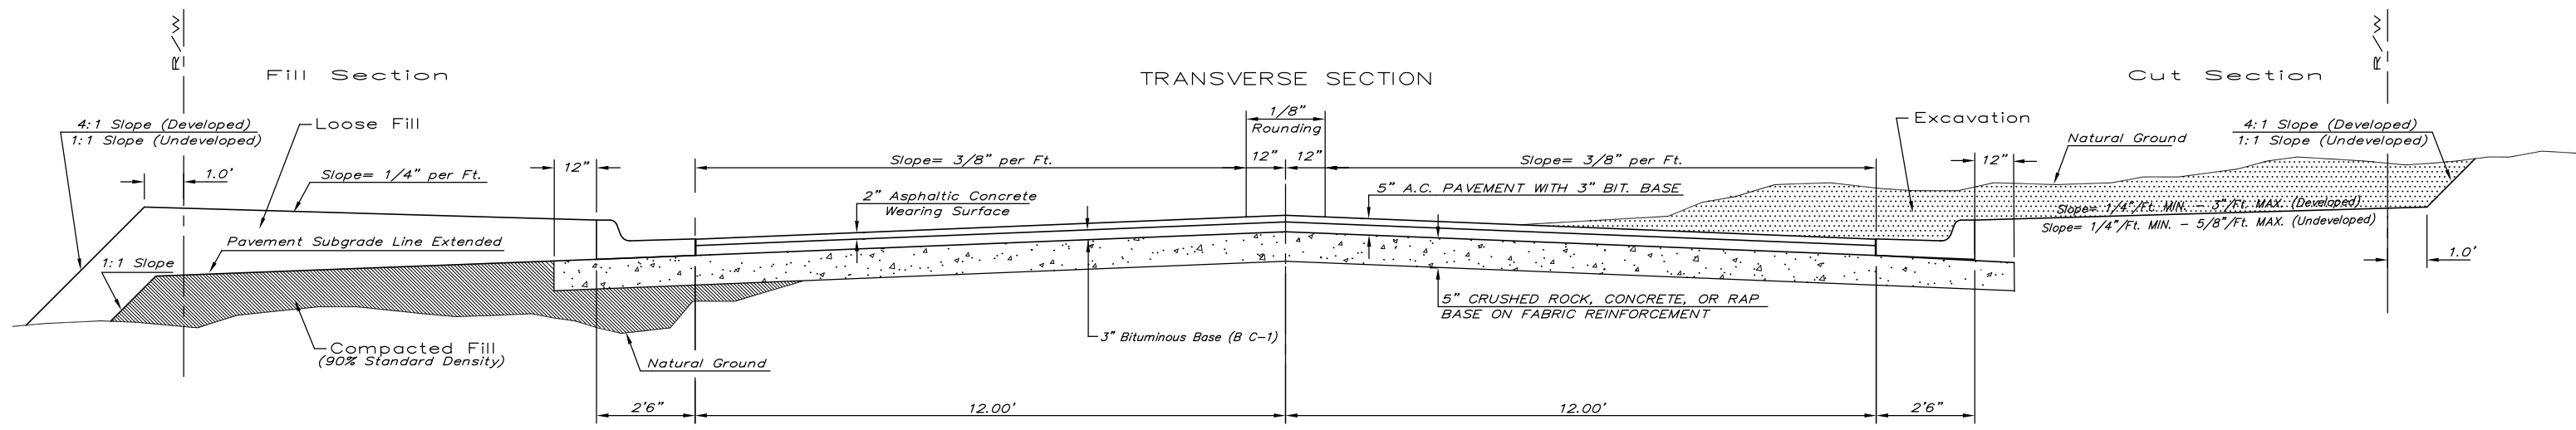 R/W
Fill Section
TRANSVERSE SECTION
Cut Section
R/W
4:1 Slope (Developed)
1:1 Slope (Undeveloped)
Loose Fill
1/8"
Rounding
Excavation
Natural Ground
4:1 Slope (Developed)
1:1 Slope (Undeveloped)
1.0'
Slope= 1/4" per Ft.
12"
Slope= 3/8" per Ft.
12"
12"
Slope= 3/8" per Ft.
12"
2" Asphaltic Concrete
Wearing Surface
5" A.C. PAVEMENT WITH 3" BIT. BASE
Slope= 1/4"/Ft. MIN. - 3"/Ft. MAX. (Developed)
Slope= 1/4"/Ft. MIN. - 5/8"/Ft. MAX. (Undeveloped)
Pavement Subgrade Line Extended
1:1 Slope
1.0'
5" CRUSHED ROCK, CONCRETE, OR RAP
BASE ON FABRIC REINFORCEMENT
3" Bituminous Base (B C-1)
Compacted Fill
(90% Standard Density)
Natural Ground
2'6"
12.00'
12.00'
2'6"